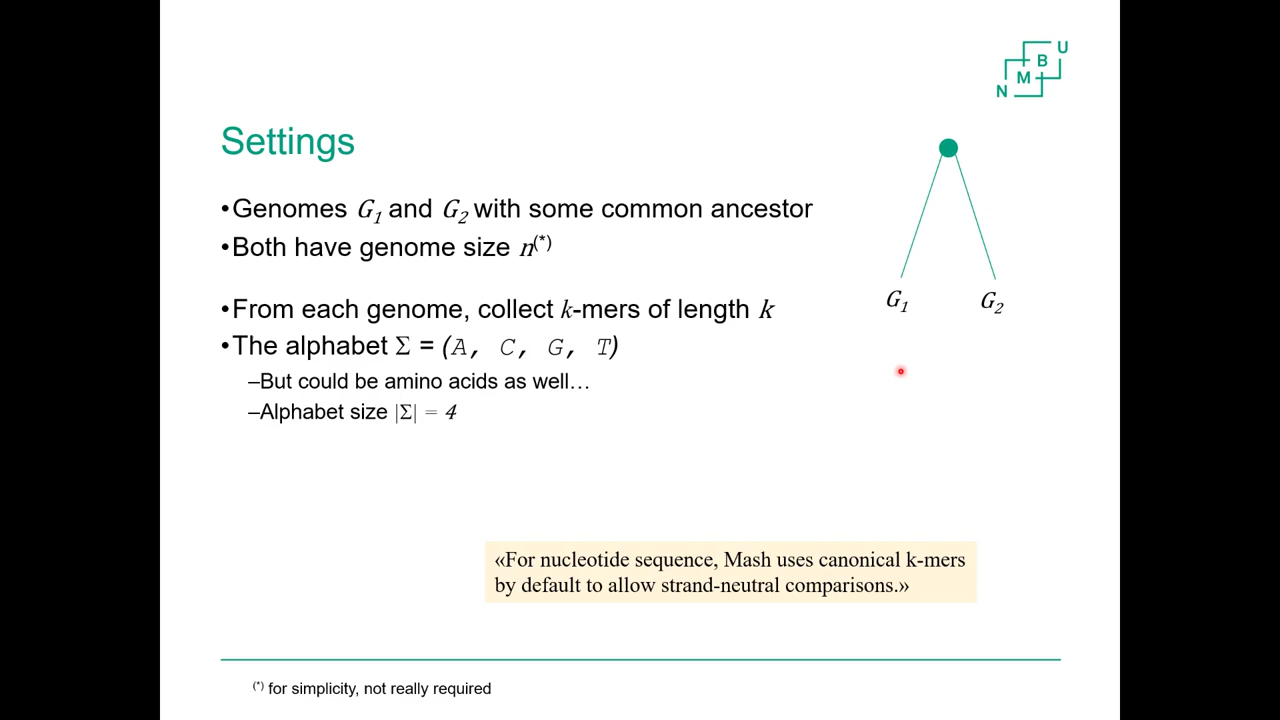 N M B U
Settings
•Genomes G1 and G2 with some common ancestor
•Both have genome size n(*)
•From each genome, collect k-mers of length k
•The alphabet Σ = (A, C, G, T)
–But could be amino acids as well…
–Alphabet size |Σ| = 4
G1 G2
«For nucleotide sequence, Mash uses canonical k-mers
by default to allow strand-neutral comparisons.»
(*) for simplicity, not really required